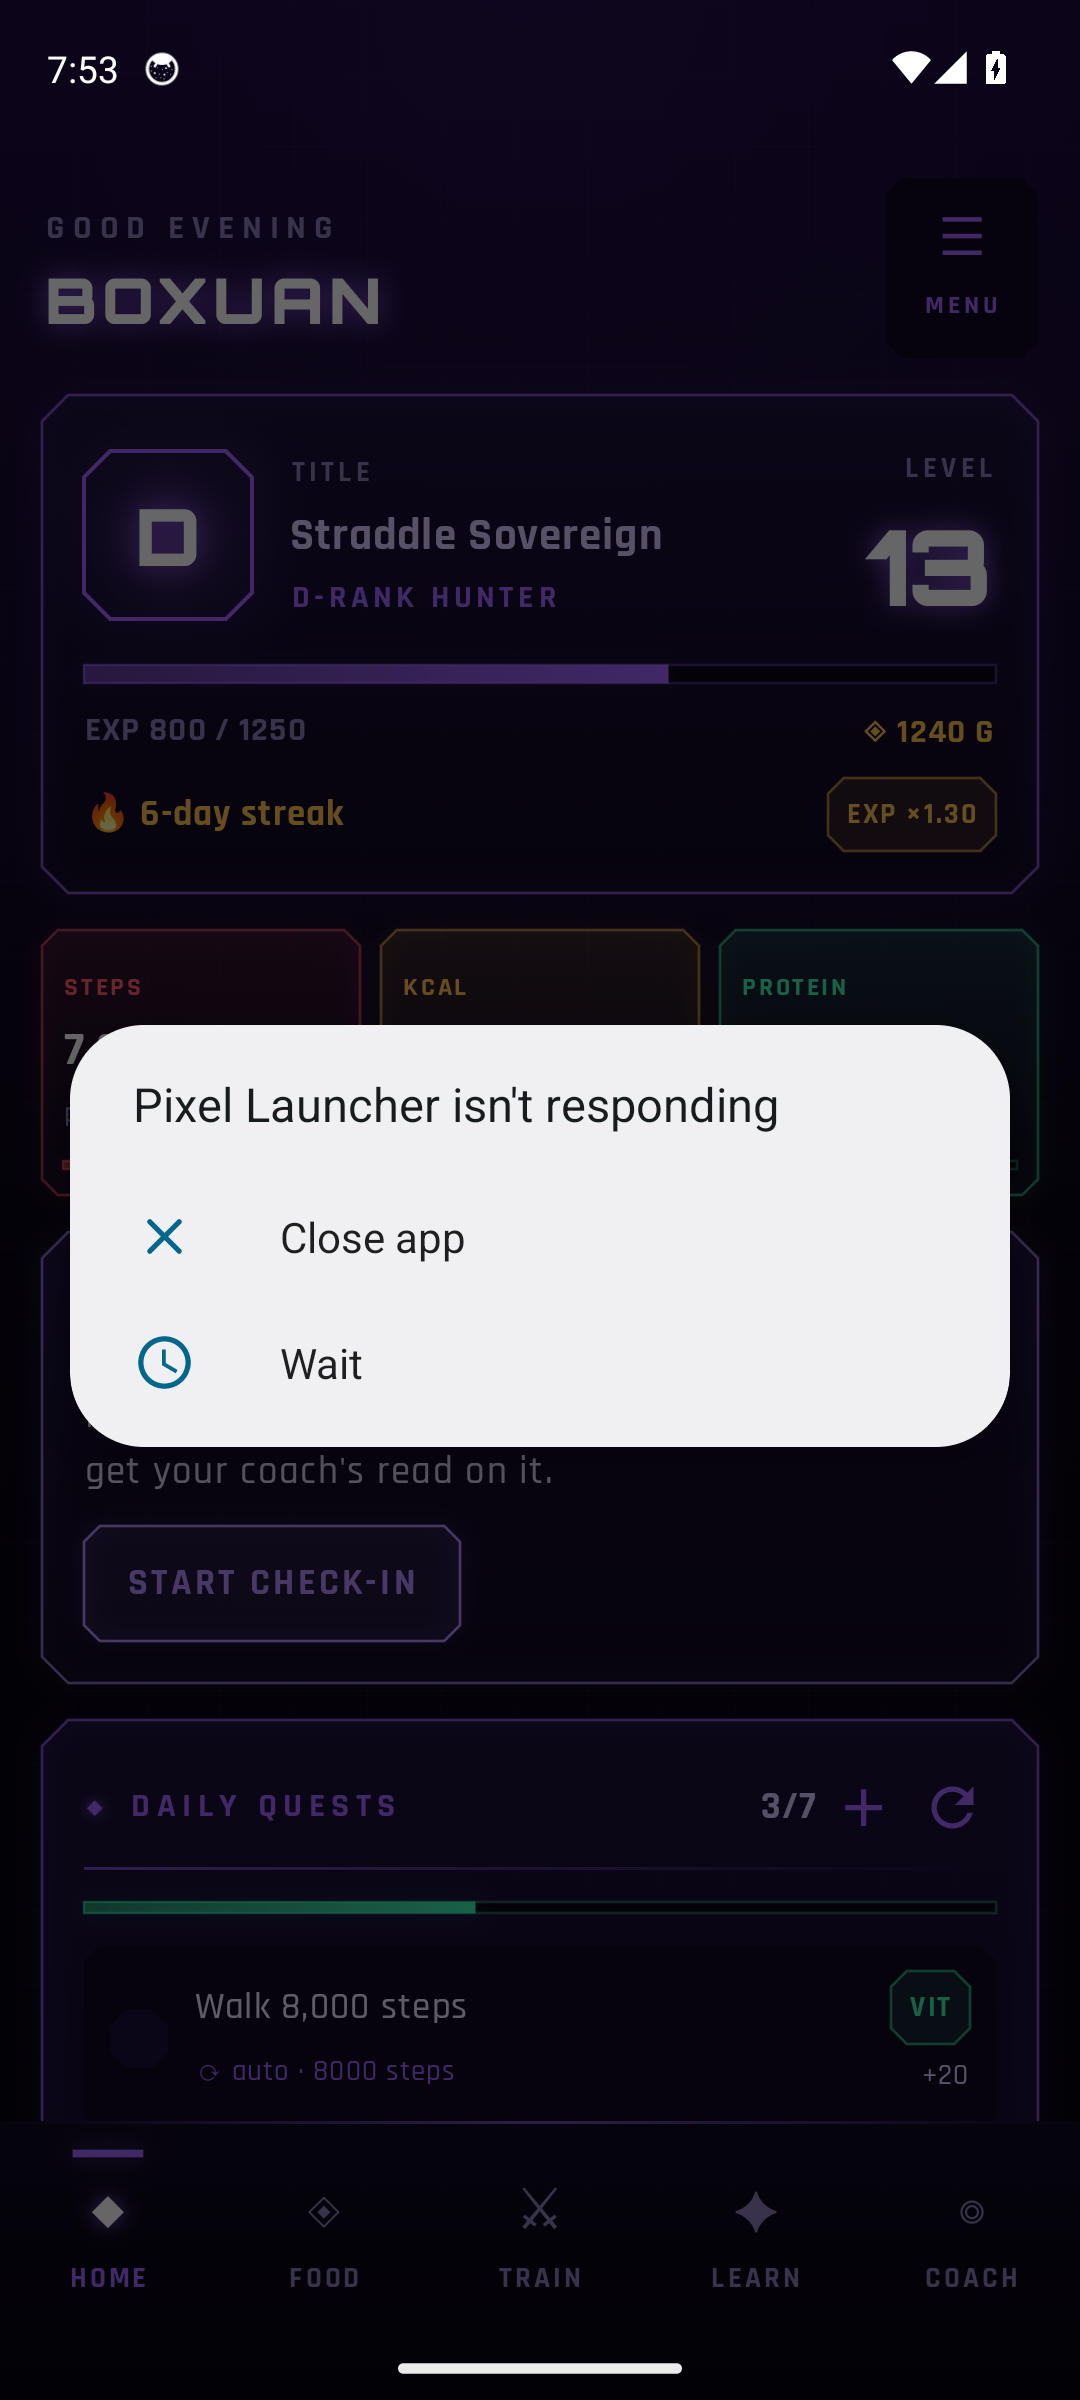 7:53
GOOD EVENING
BOXUAN
MENU
D
TITLE
Straddle Sovereign
D-RANK HUNTER
LEVEL
13
EXP 800 / 1250
1240 G
🔥 6-day streak
EXP ×1.30
STEPS
KCAL
PROTEIN
Pixel Launcher isn't responding
Close app
Wait
get your coach's read on it.
START CHECK-IN
DAILY QUESTS
3/7
Walk 8,000 steps
VIT
auto · 8000 steps
+20
HOME
FOOD
TRAIN
LEARN
COACH